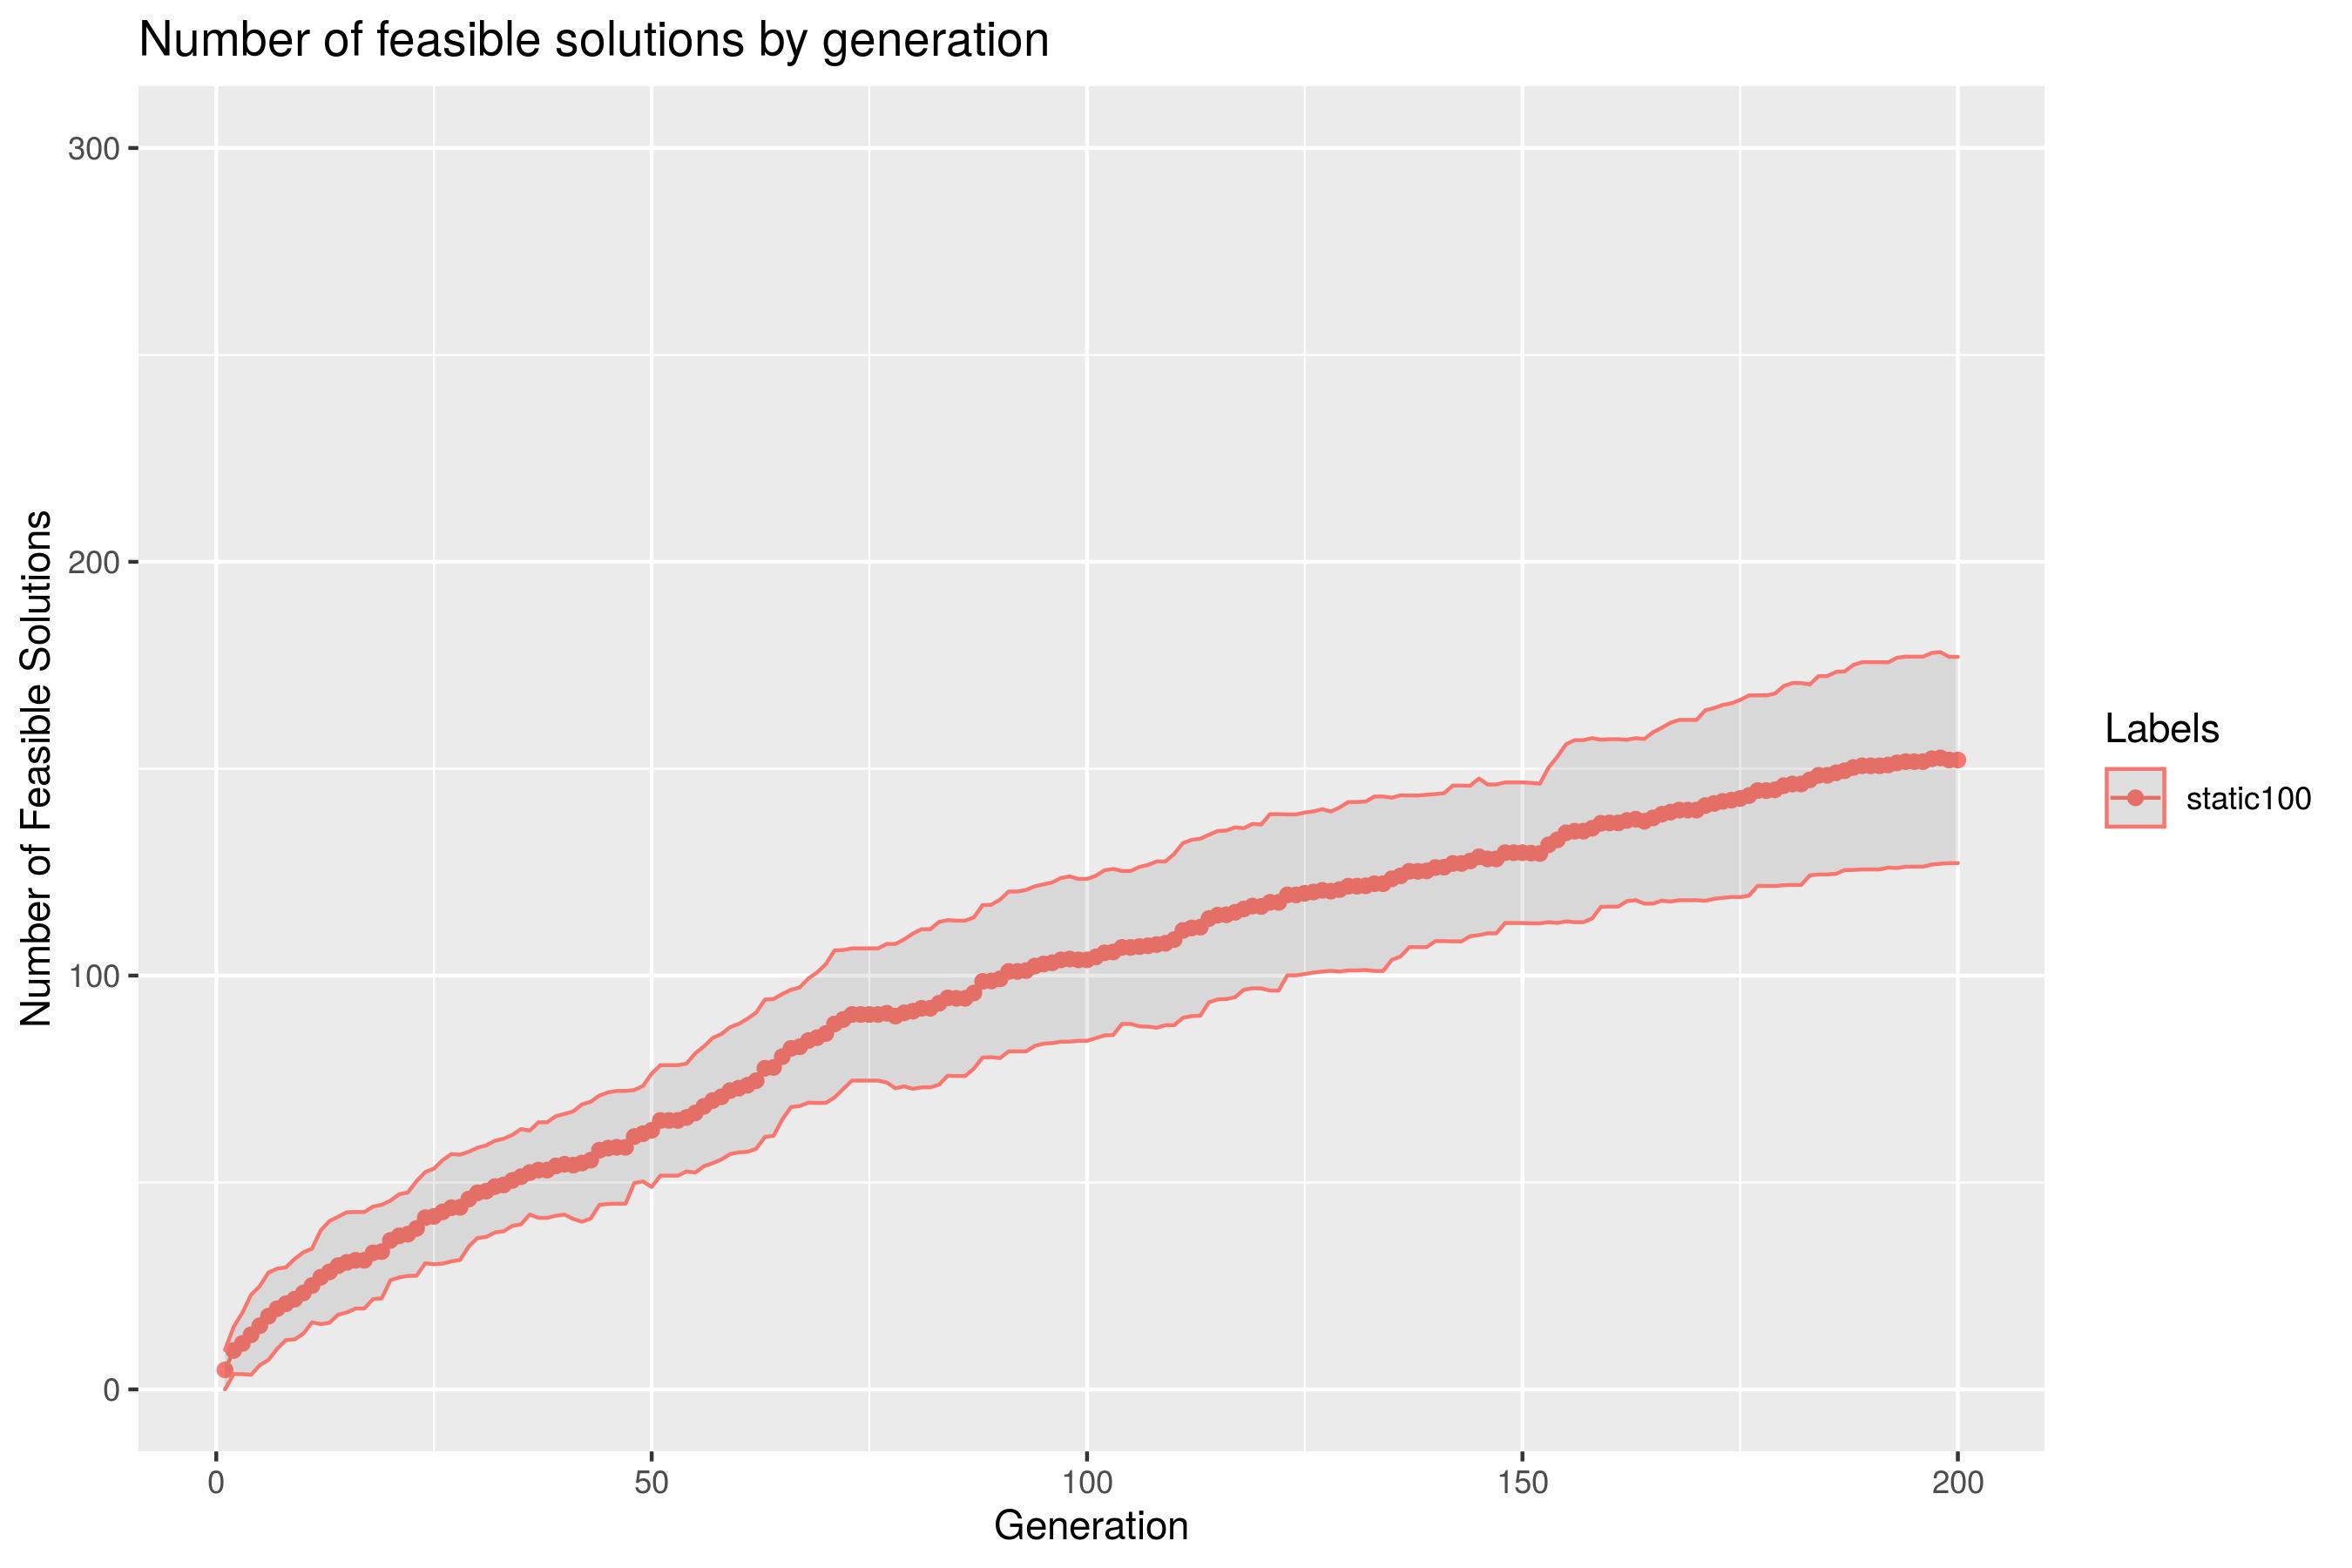 Number of feasible solutions by generation
300
200
100
0
Number of Feasible Solutions
0 50 100 150 200
Generation
Labels
static100